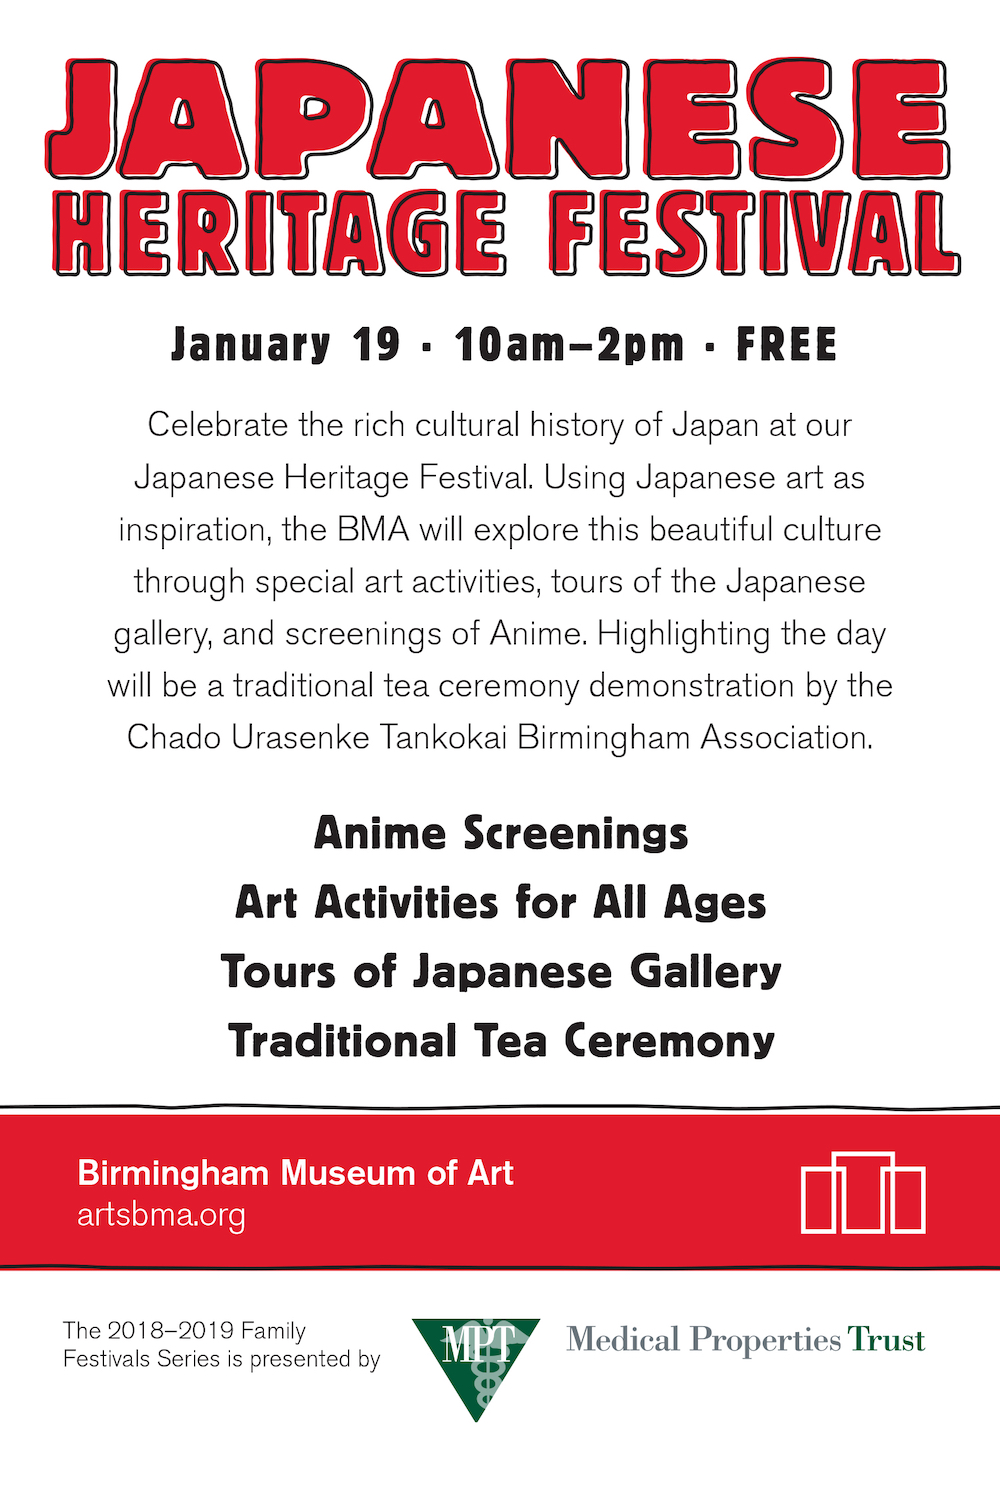 JAPANESE
HERITAGE FESTIVAL
January 19 · 10am–2pm · FREE
Celebrate the rich cultural history of Japan at our
Japanese Heritage Festival. Using Japanese art as
inspiration, the BMA will explore this beautiful culture
through special art activities, tours of the Japanese
gallery, and screenings of Anime. Highlighting the day
will be a traditional tea ceremony demonstration by the
Chado Urasenke Tankokai Birmingham Association.
Anime Screenings
Art Activities for All Ages
Tours of Japanese Gallery
Traditional Tea Ceremony
Birmingham Museum of Art
artsbma.org
The 2018–2019 Family
Festivals Series is presented by
MPT
Medical Properties Trust